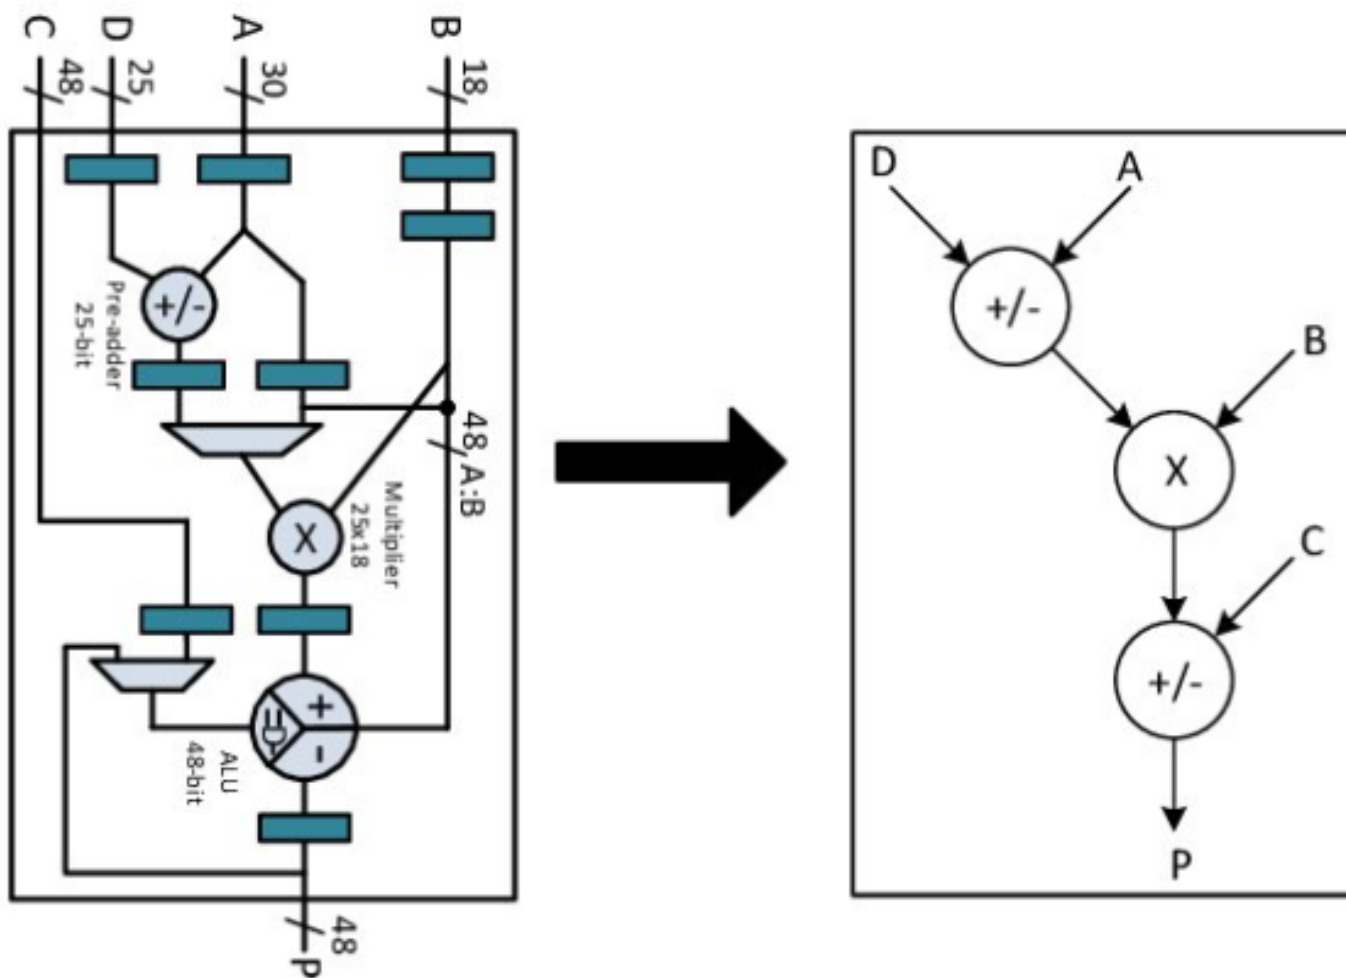 C
D
A
B
48
25
30
18
+/-
Pre-adder
25-bit
48, A:B
X
Multiplier
25x18
+
-
ALU
48-bit
48
P
D
A
+/-
B
X
C
+/-
P